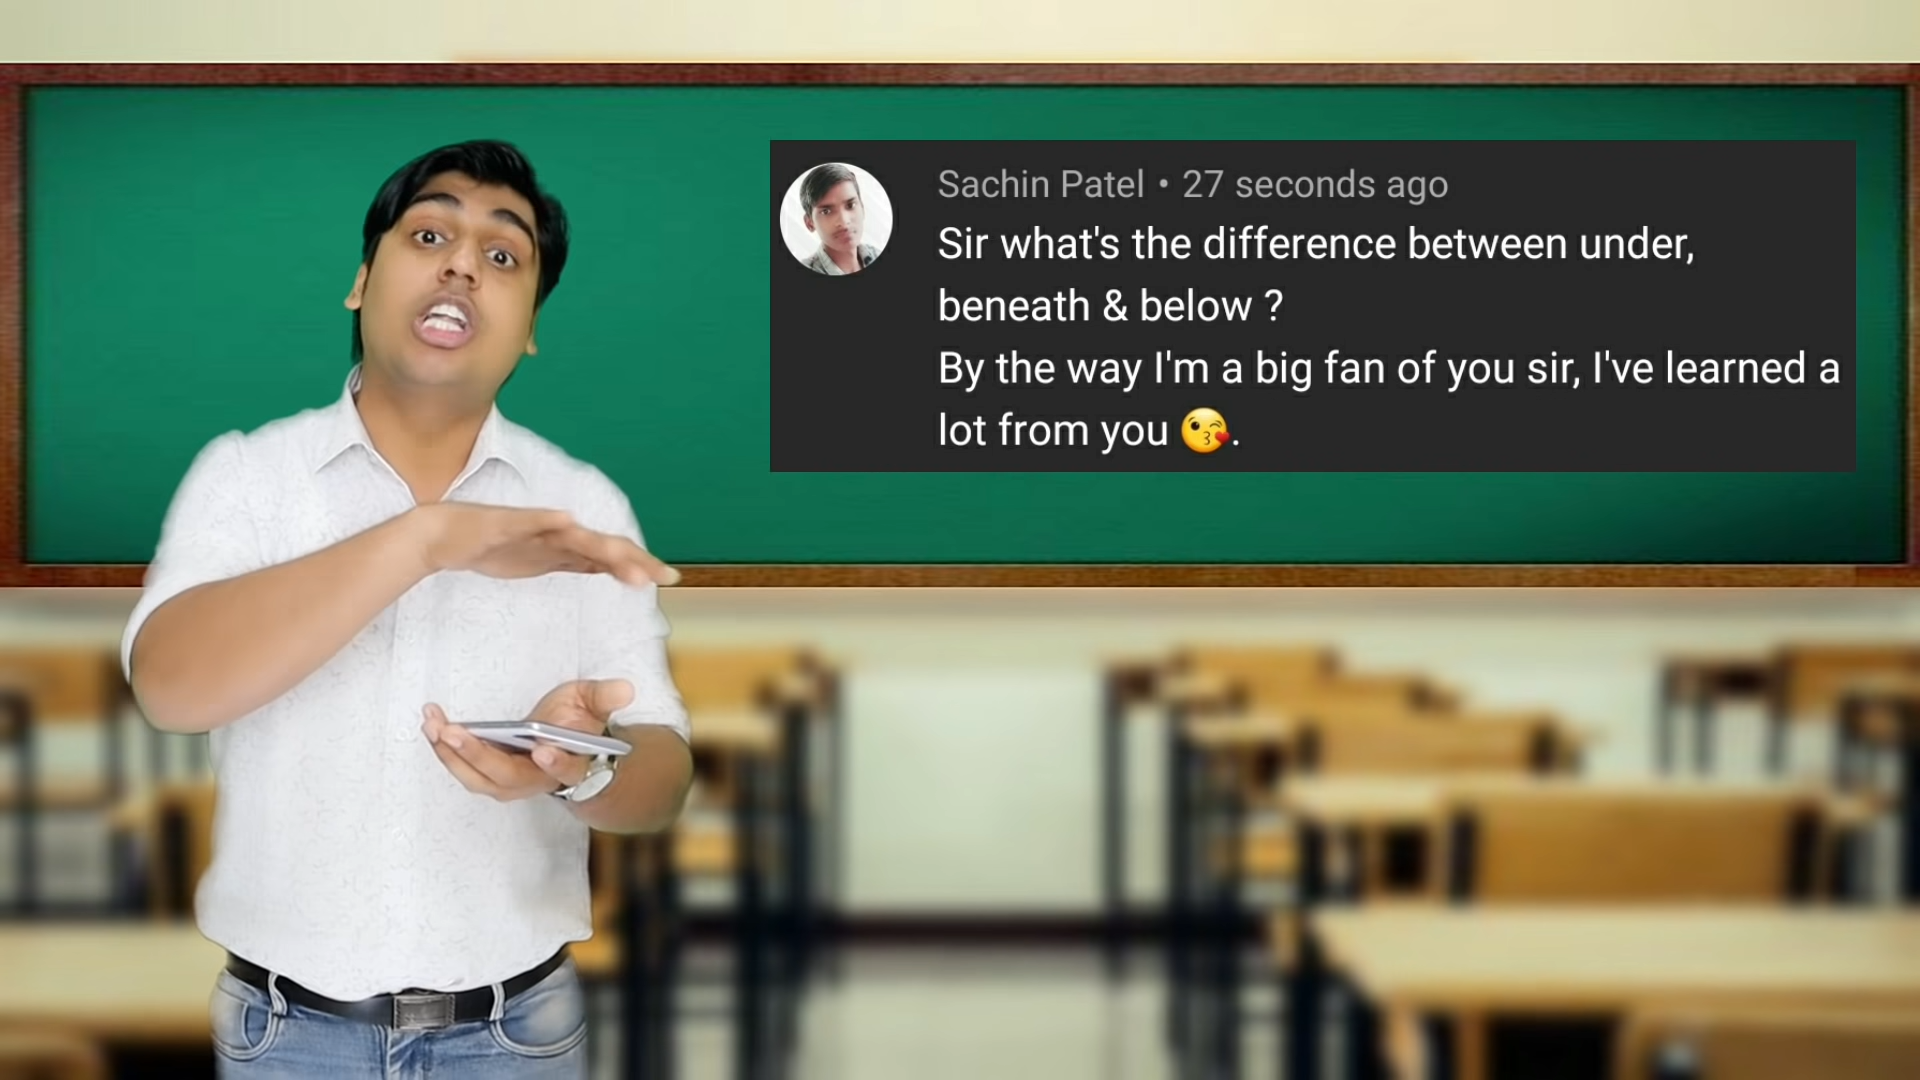 Sachin Patel • 27 seconds ago
Sir what's the difference between under,
beneath & below ?
By the way I'm a big fan of you sir, I've learned a
lot from you 😘.